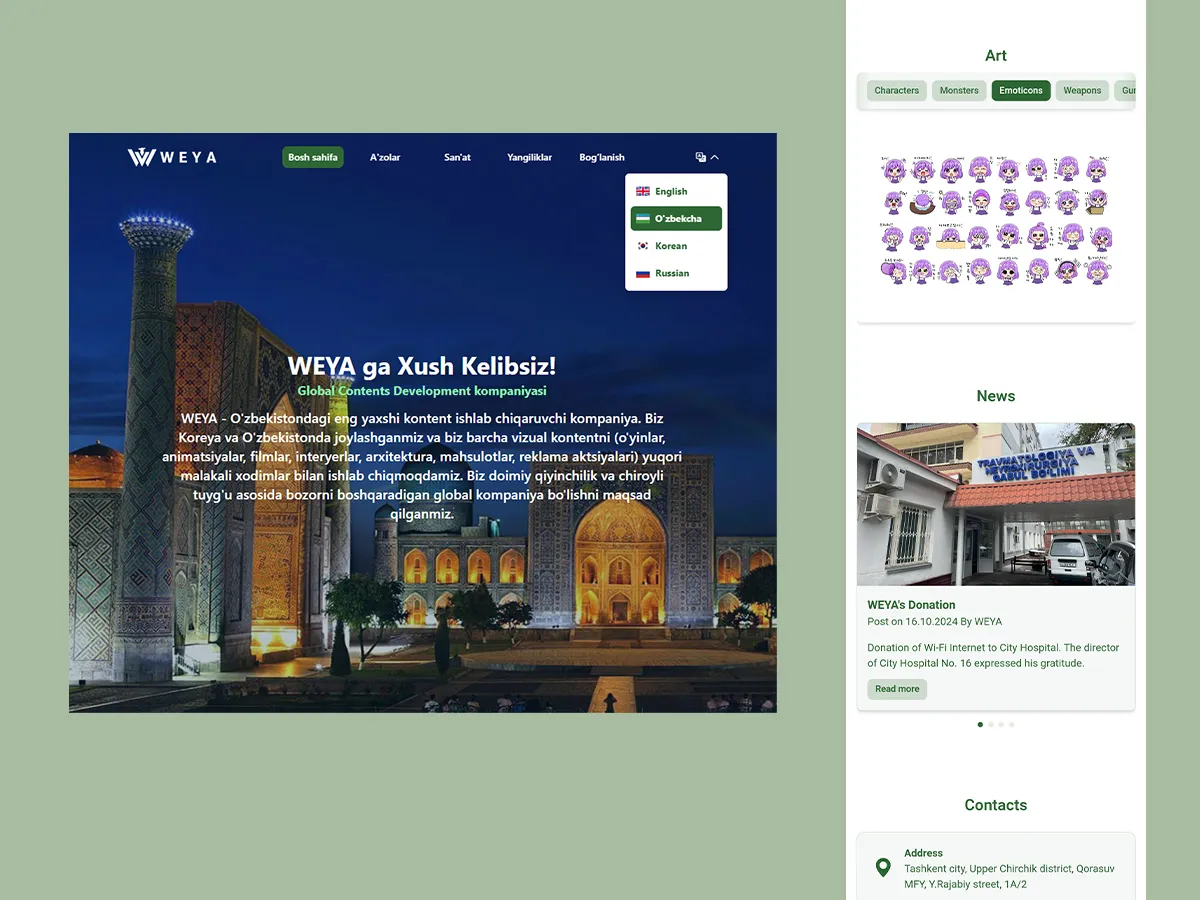 WEYA
Bosh sahifa
A'zolar
San'at
Yangiliklar
Bog'lanish
English
O'zbekcha
Korean
Russian
WEYA ga Xush Kelibsiz!
Global Contents Development kompaniyasi
WEYA - O'zbekistondagi eng yaxshi kontent ishlab chiqaruvchi kompaniya. Biz
Koreya va O'zbekistonda joylashganmiz va biz barcha vizual kontentni (o'yinlar,
animatsiyalar, filmlar, interyerlar, arxitektura, mahsulotlar, reklama aktsiyalari) yuqori
malakali xodimlar bilan ishlab chiqmoqdamiz. Biz doimiy qiyinchilik va chiroyli
tuyg'u asosida bozorni boshqaradigan global kompaniya bo'lishni maqsad
qilganmiz.
Art
Characters
Monsters
Emoticons
Weapons
News
TRAVMATOLOGIYA VA
NEYROXIRURGIYA
QABUL BO'LIMI
WEYA's Donation
Post on 16.10.2024 By WEYA
Donation of Wi-Fi Internet to City Hospital. The director
of City Hospital No. 16 expressed his gratitude.
Read more
Contacts
Address
Tashkent city, Upper Chirchik district, Qorasuv
MFY, Y.Rajabiy street, 1A/2